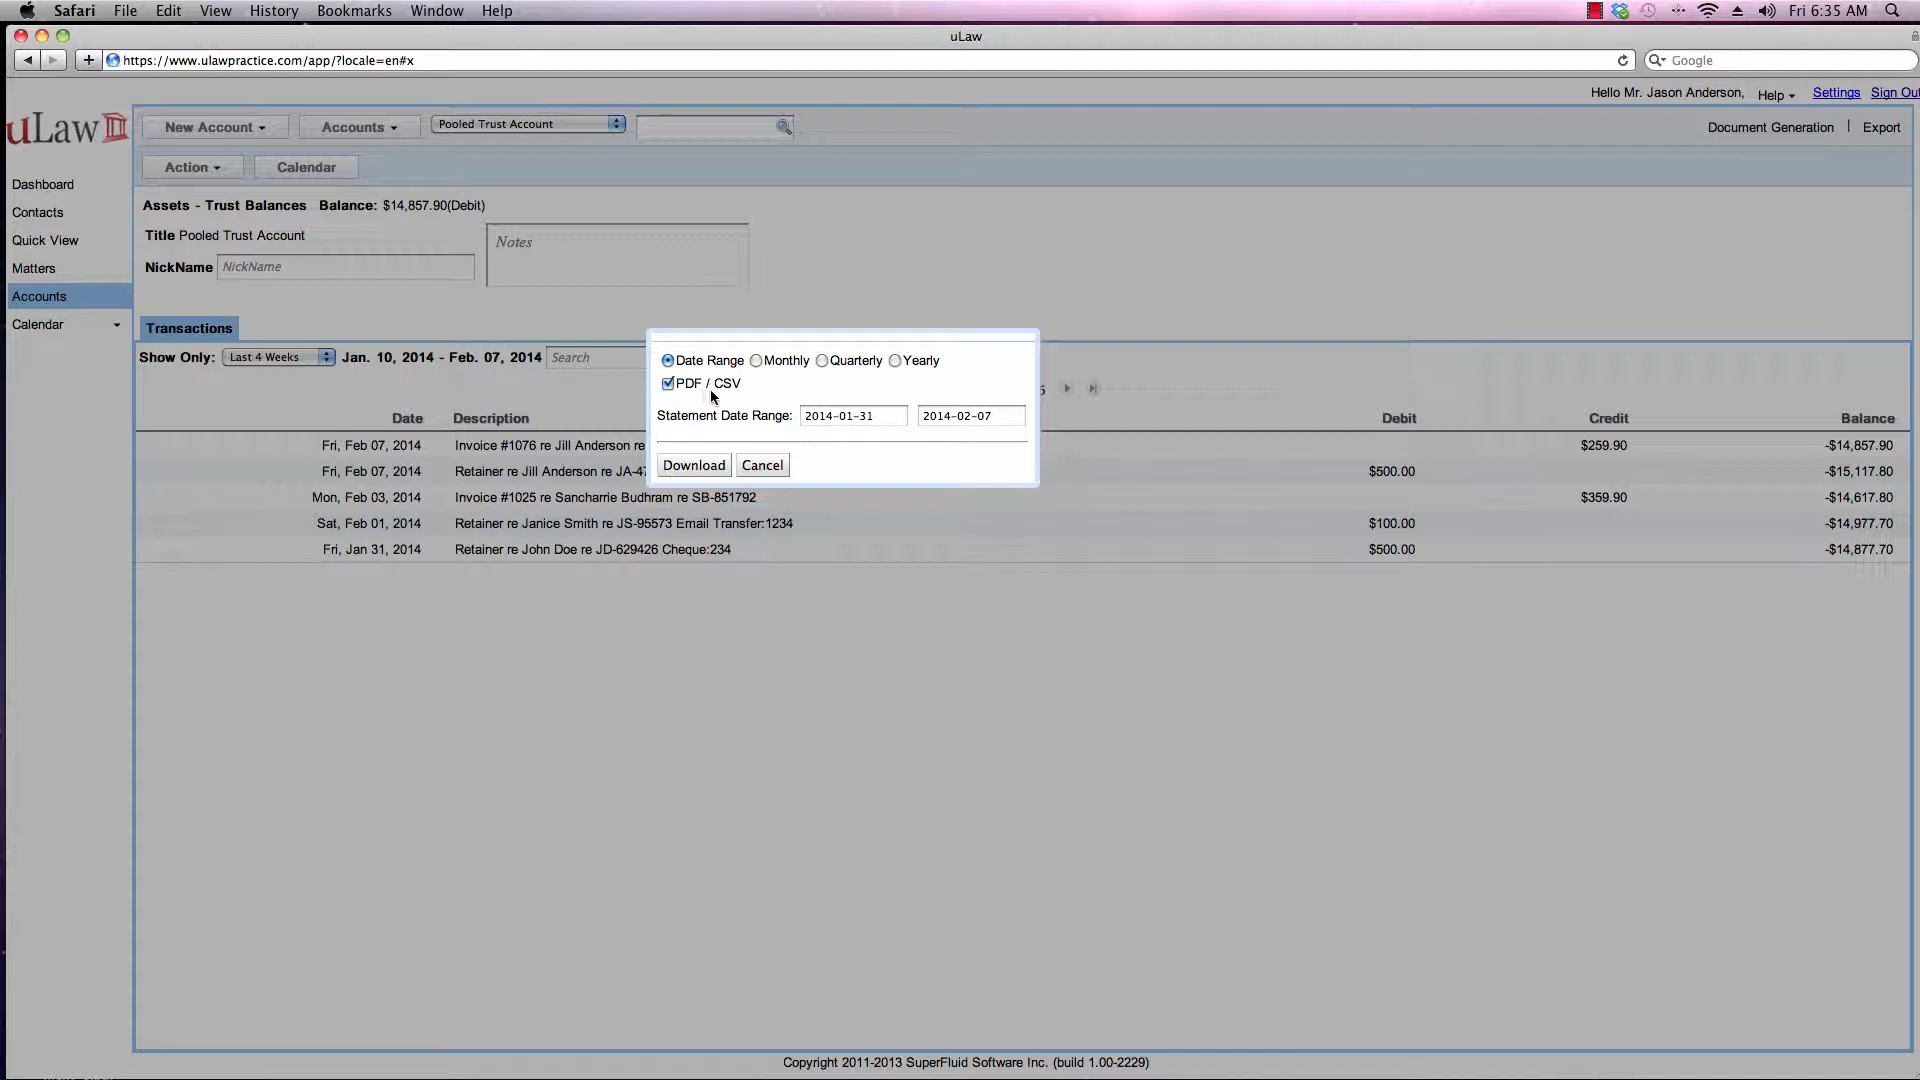 Safari File Edit View History Bookmarks Window Help Fri 6:35 AM
uLaw
https://www.ulawpractice.com/app/?locale=en#x Google
Hello Mr. Jason Anderson, Help Settings Sign Out
uLaw New Account Accounts Pooled Trust Account Document Generation | Export
Action Calendar
Dashboard
Contacts
Quick View
Matters
Accounts
Calendar
Assets - Trust Balances Balance: $14,857.90(Debit)
Title Pooled Trust Account Notes
NickName NickName
Transactions
Show Only: Last 4 Weeks Jan. 10, 2014 - Feb. 07, 2014 Search
Date Range Monthly Quarterly Yearly
PDF / CSV
Statement Date Range: 2014-01-31 2014-02-07
Download Cancel
Date Description Debit Credit Balance
Fri, Feb 07, 2014 Invoice #1076 re Jill Anderson re $259.90 -$14,857.90
Fri, Feb 07, 2014 Retainer re Jill Anderson re JA-47 $500.00 -$15,117.80
Mon, Feb 03, 2014 Invoice #1025 re Sancharrie Budhram re SB-851792 $359.90 -$14,617.80
Sat, Feb 01, 2014 Retainer re Janice Smith re JS-95573 Email Transfer:1234 $100.00 -$14,977.70
Fri, Jan 31, 2014 Retainer re John Doe re JD-629426 Cheque:234 $500.00 -$14,877.70
Copyright 2011-2013 SuperFluid Software Inc. (build 1.00-2229)